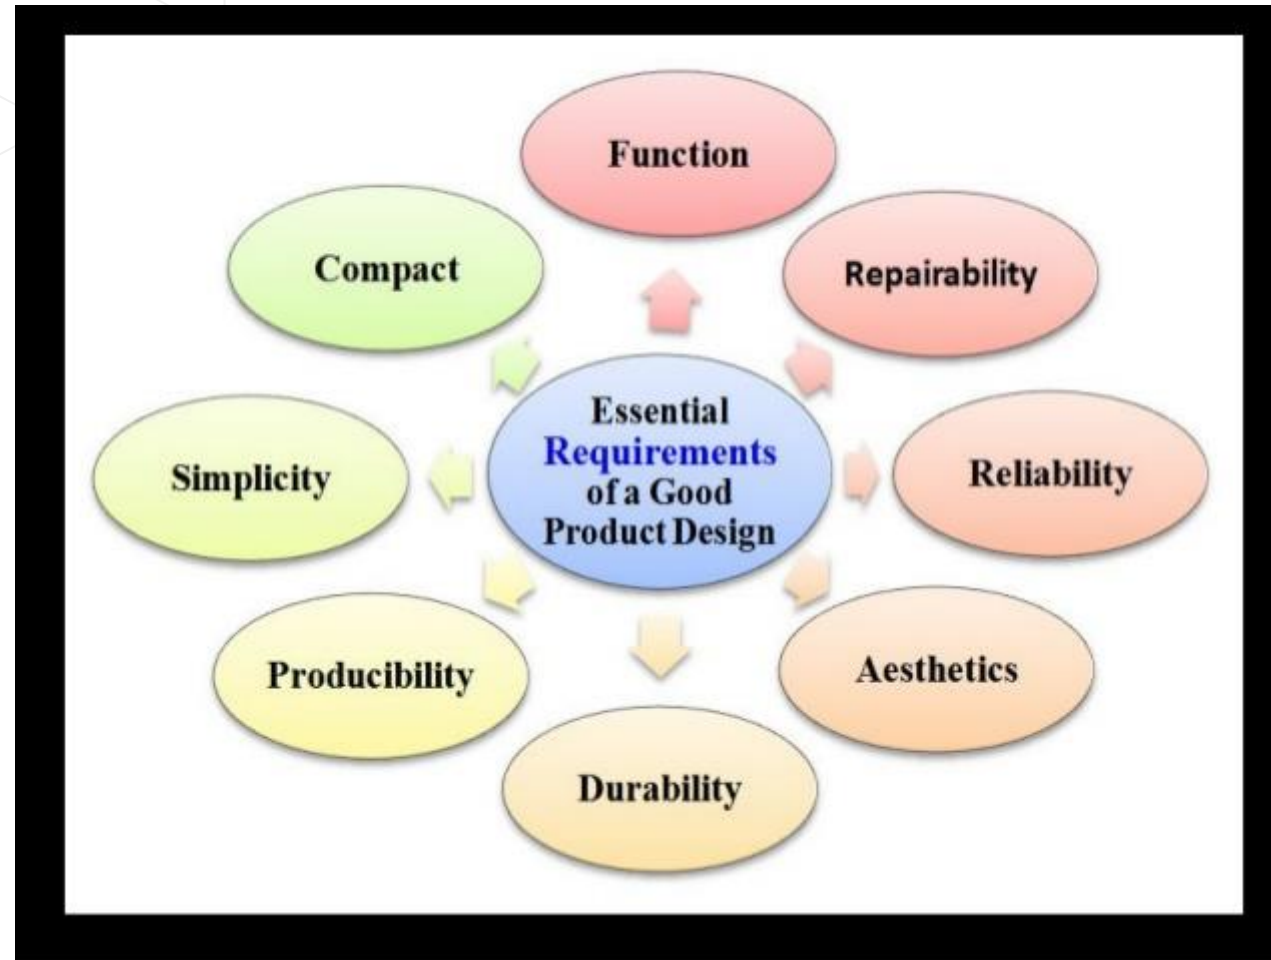 Function
Compact
Repairability
Essential
Requirements
of a Good
Product Design
Simplicity
Reliability
Producibility
Aesthetics
Durability